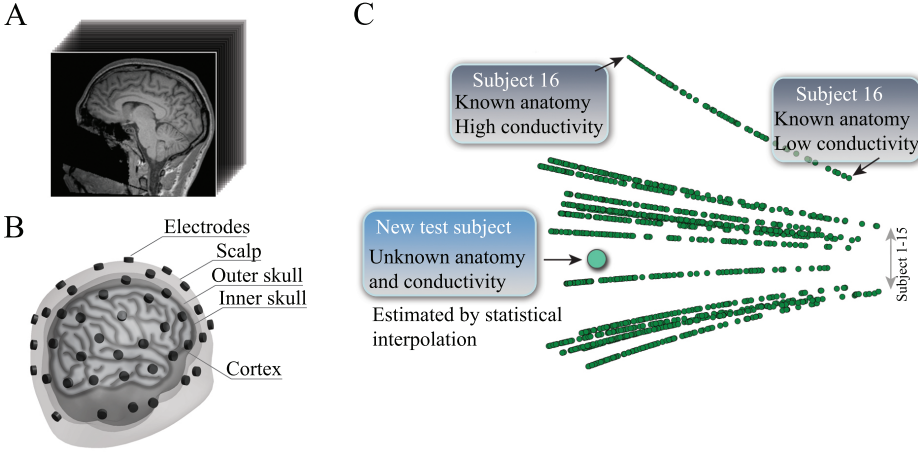 A
B
Electrodes
Scalp
Outer skull
Inner skull
Cortex
C
Subject 16
Known anatomy
High conductivity
Subject 16
Known anatomy
Low conductivity
New test subject
Unknown anatomy
and conductivity
Estimated by statistical
interpolation
Subject 1-15